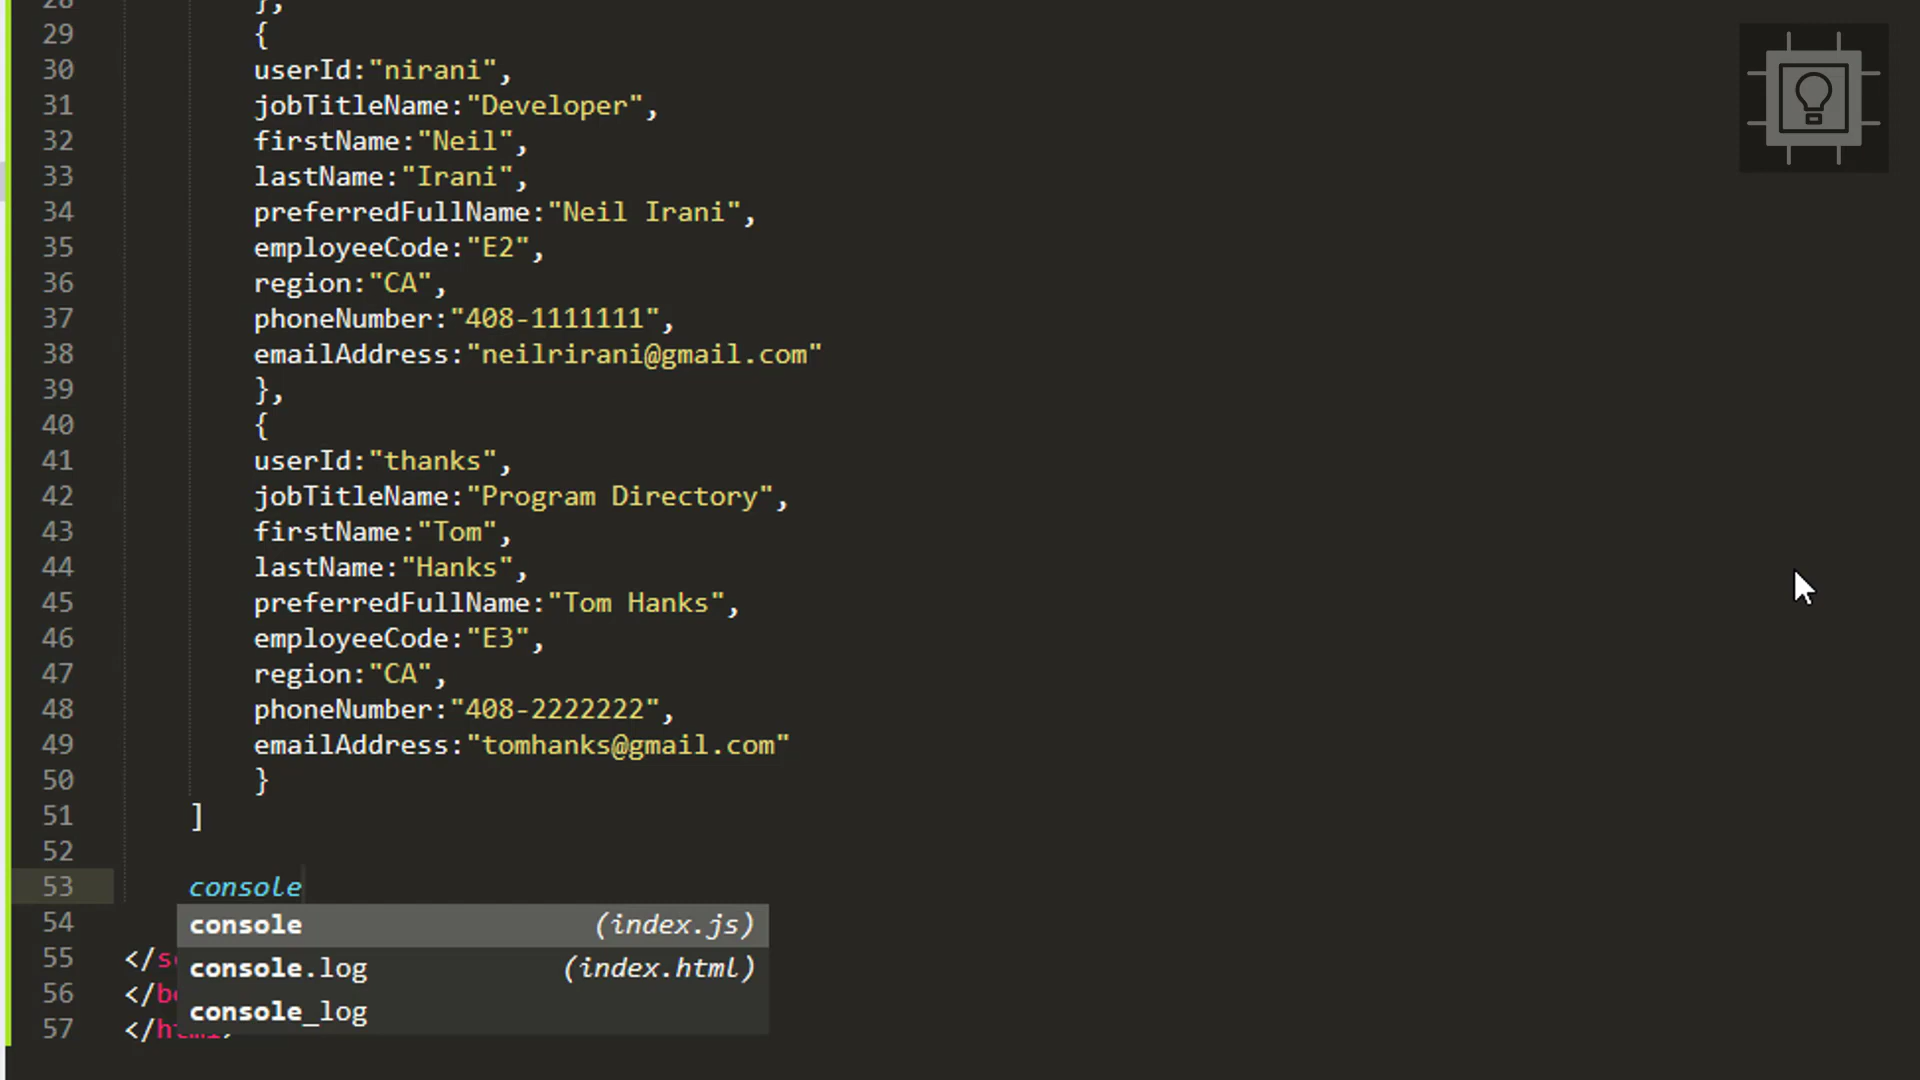 28 },
29 {
30 userId:"nirani",
31 jobTitleName:"Developer",
32 firstName:"Neil",
33 lastName:"Irani",
34 preferredFullName:"Neil Irani",
35 employeeCode:"E2",
36 region:"CA",
37 phoneNumber:"408-1111111",
38 emailAddress:"neilrirani@gmail.com"
39 },
40 {
41 userId:"thanks",
42 jobTitleName:"Program Directory",
43 firstName:"Tom",
44 lastName:"Hanks",
45 preferredFullName:"Tom Hanks",
46 employeeCode:"E3",
47 region:"CA",
48 phoneNumber:"408-2222222",
49 emailAddress:"tomhanks@gmail.com"
50 }
51 ]
52
53 console
54 console (index.js)
55 </s console.log (index.html)
56 </b console_log
57 </html>